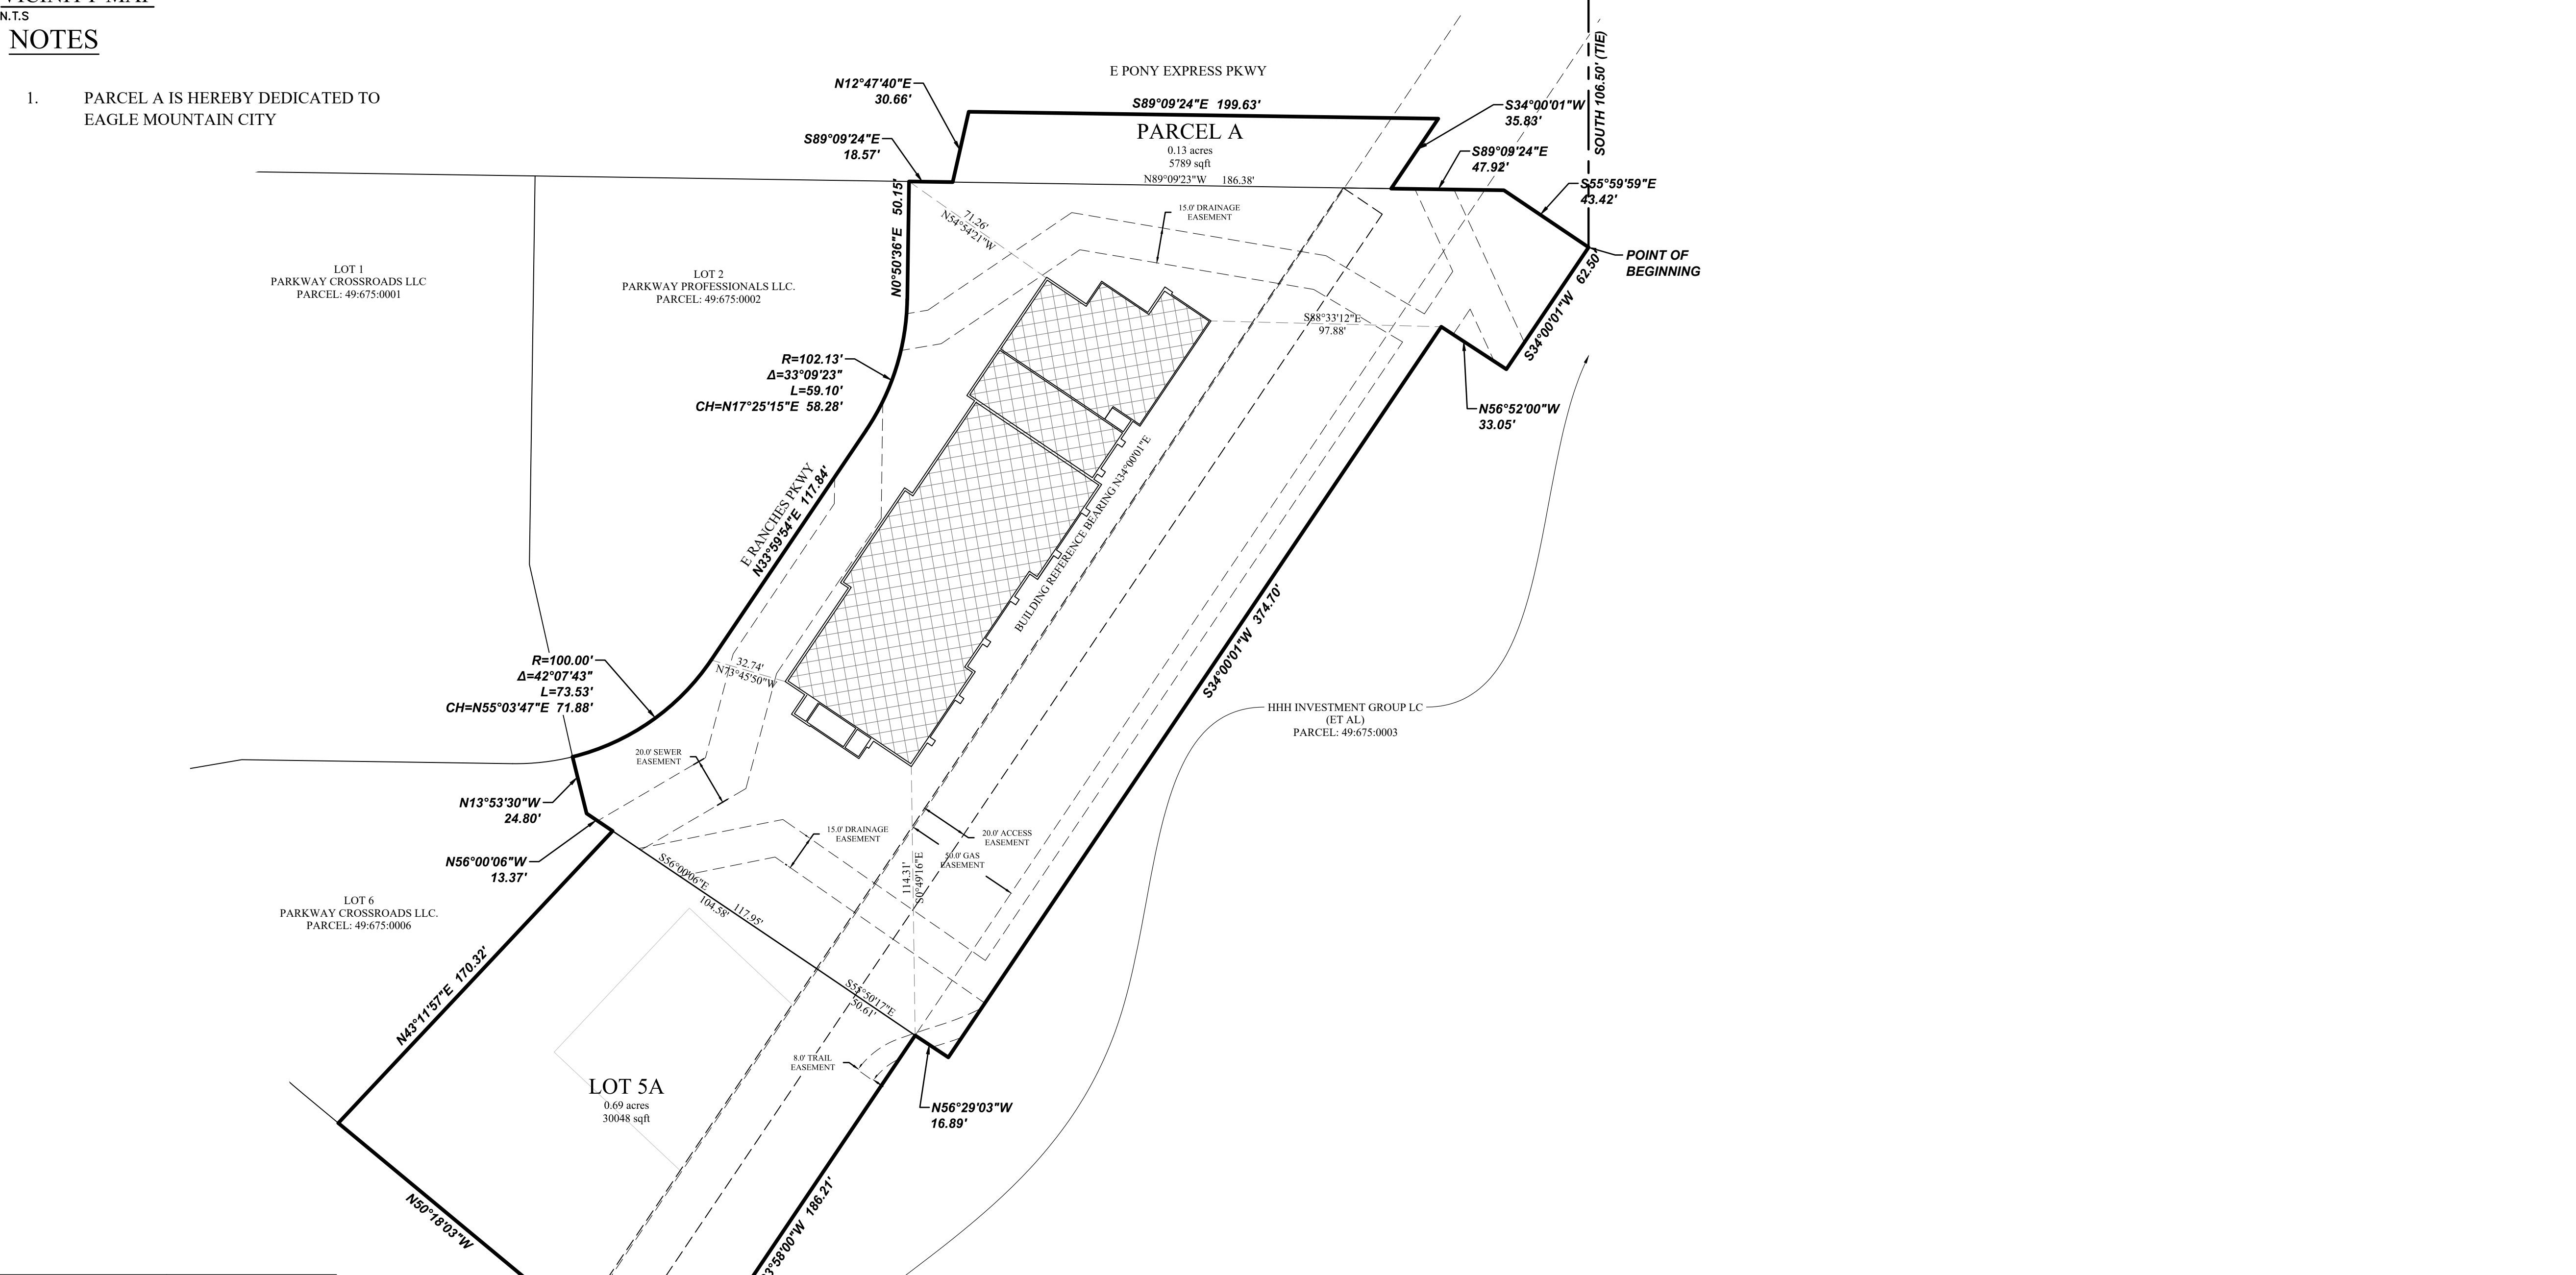 VICINITY MAP
N.T.S
NOTES
1. PARCEL A IS HEREBY DEDICATED TO
EAGLE MOUNTAIN CITY
E PONY EXPRESS PKWY
SOUTH 106.50' (TIE)
N12°47'40"E
30.66'
S89°09'24"E 199.63'
S34°00'01"W
35.83'
PARCEL A
0.13 acres
5789 sqft
S89°09'24"E
18.57'
S89°09'24"E
47.92'
N89°09'23"W 186.38'
S55°59'59"E
43.42'
N0°50'36"E 50.15'
71.26'
N54°54'21"W
15.0' DRAINAGE
EASEMENT
POINT OF
BEGINNING
S34°00'01"W 62.50'
LOT 1
PARKWAY CROSSROADS LLC
PARCEL: 49:675:0001
LOT 2
PARKWAY PROFESSIONALS LLC.
PARCEL: 49:675:0002
S88°33'12"E
97.88'
R=102.13'
Δ=33°09'23"
L=59.10'
CH=N17°25'15"E 58.28'
N56°52'00"W
33.05'
E RANCHES PKWY
N33°59'54"E 117.84'
BUILDING REFERENCE BEARING N34°00'01"E
S34°00'01"W 374.70'
R=100.00'
Δ=42°07'43"
L=73.53'
CH=N55°03'47"E 71.88'
32.74'
N73°45'50"W
HHH INVESTMENT GROUP LC
(ET AL)
PARCEL: 49:675:0003
20.0' SEWER
EASEMENT
N13°53'30"W
24.80'
15.0' DRAINAGE
EASEMENT
20.0' ACCESS
EASEMENT
50.0' GAS
EASEMENT
N56°00'06"W
13.37'
S56°00'06"E
104.58'
117.95'
114.31'
S0°49'16"E
LOT 6
PARKWAY CROSSROADS LLC.
PARCEL: 49:675:0006
N43°11'57"E 170.32'
S55°50'17"E
50.61'
8.0' TRAIL
EASEMENT
LOT 5A
0.69 acres
30048 sqft
N56°29'03"W
16.89'
N50°18'03"W
3°58'00"W 186.21'